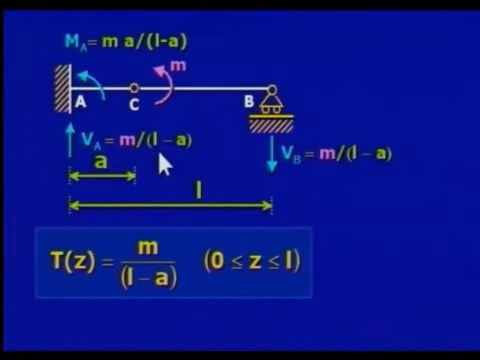 M_A = m a/(l-a)
m
A
C
B
V_A = m/(l – a)
V_B = m/(l – a)
a
l
T(z) = m/(l – a) (0 ≤ z ≤ l)